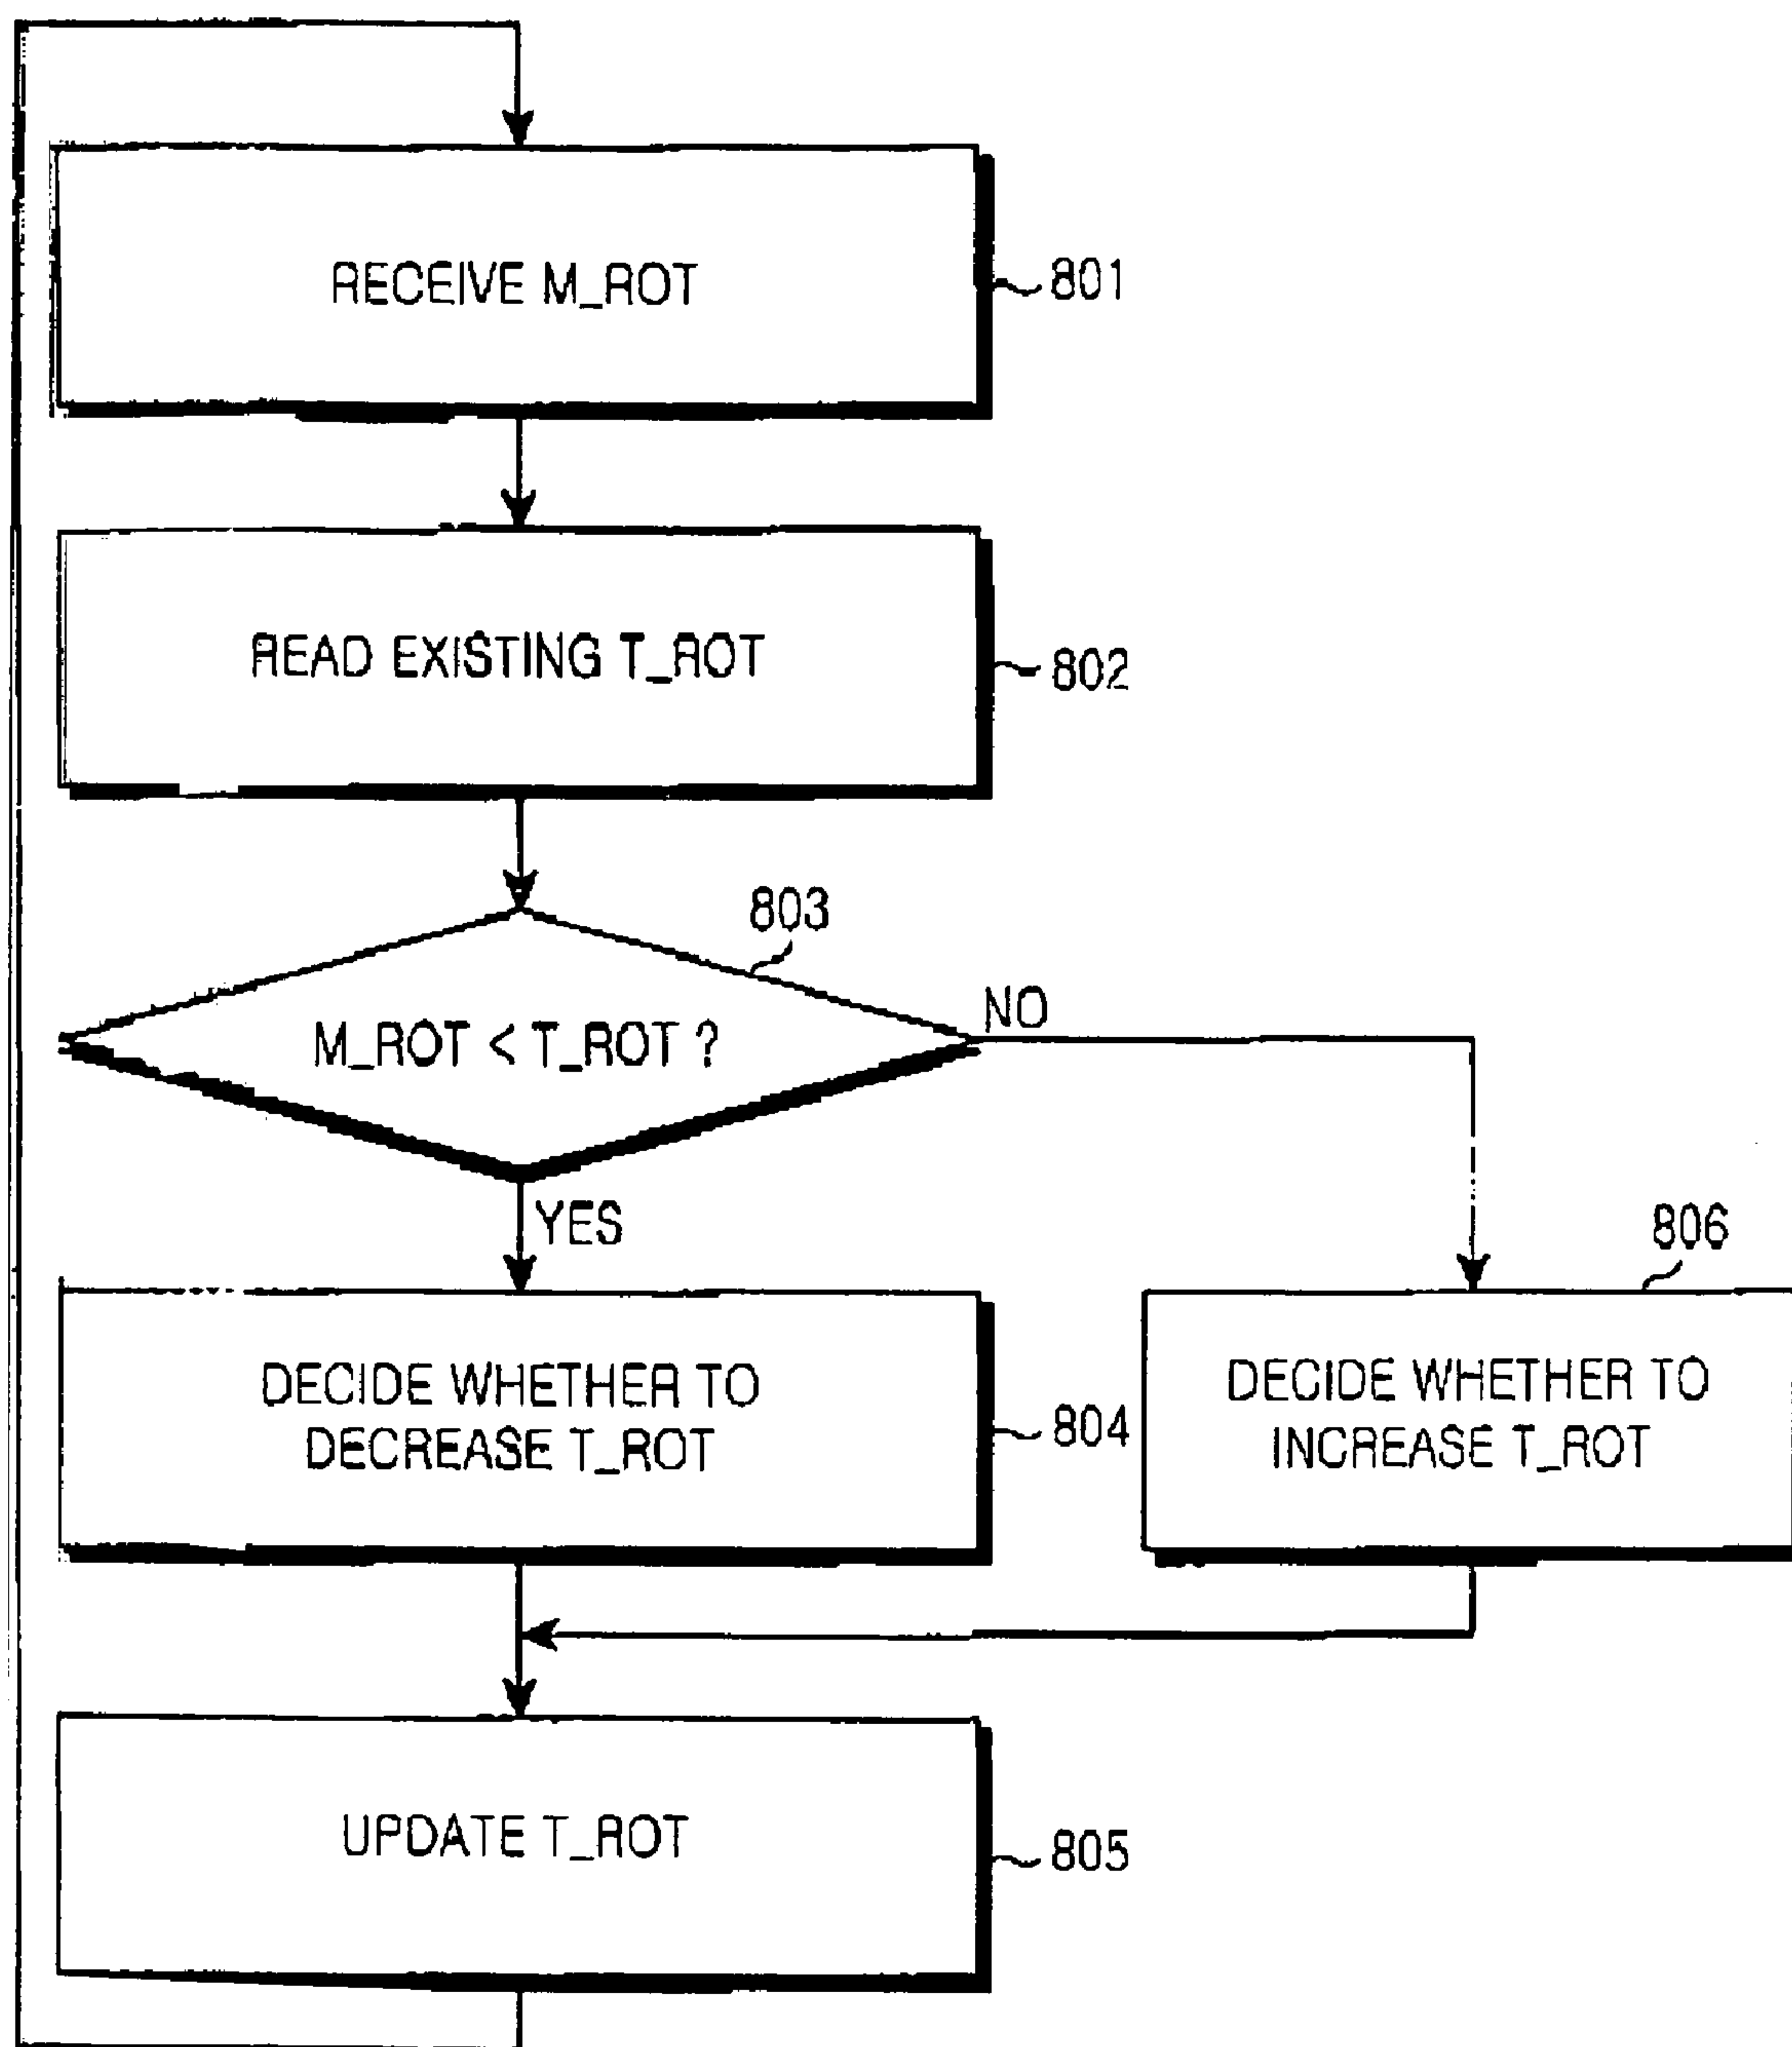 RECEIVE M_ROT
801
READ EXISTING T_ROT
802
803
M_ROT < T_ROT ?
NO
YES
806
DECIDE WHETHER TO
DECREASE T_ROT
804
DECIDE WHETHER TO
INCREASE T_ROT
UPDATE T_ROT
805